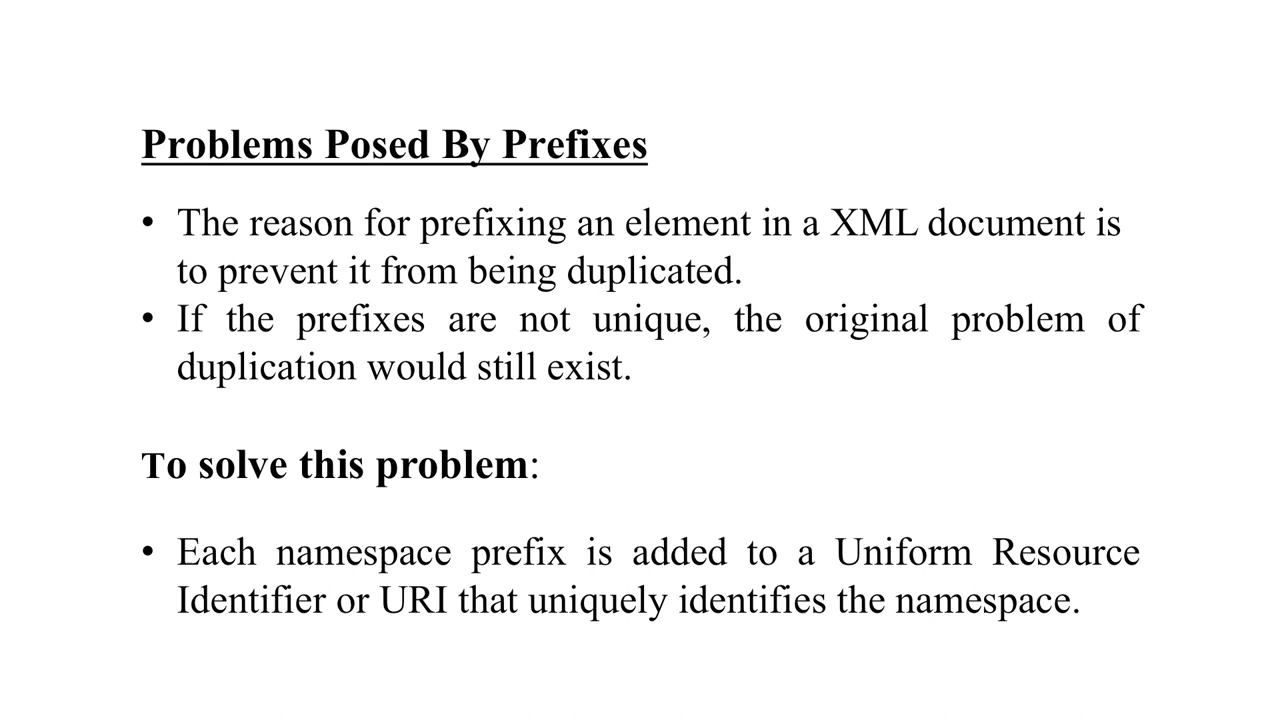 Problems Posed By Prefixes
• The reason for prefixing an element in a XML document is
to prevent it from being duplicated.
• If the prefixes are not unique, the original problem of
duplication would still exist.
To solve this problem:
• Each namespace prefix is added to a Uniform Resource
Identifier or URI that uniquely identifies the namespace.